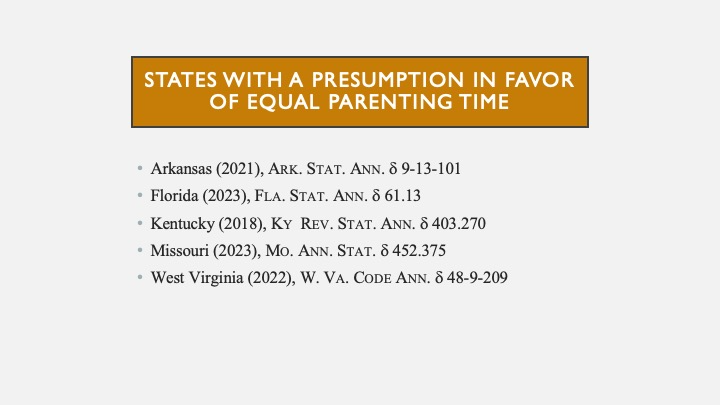 STATES WITH A PRESUMPTION IN FAVOR
OF EQUAL PARENTING TIME
• Arkansas (2021), ARK. STAT. ANN. δ 9-13-101
• Florida (2023), FLA. STAT. ANN. δ 61.13
• Kentucky (2018), KY REV. STAT. ANN. δ 403.270
• Missouri (2023), MO. ANN. STAT. δ 452.375
• West Virginia (2022), W. VA. CODE ANN. δ 48-9-209